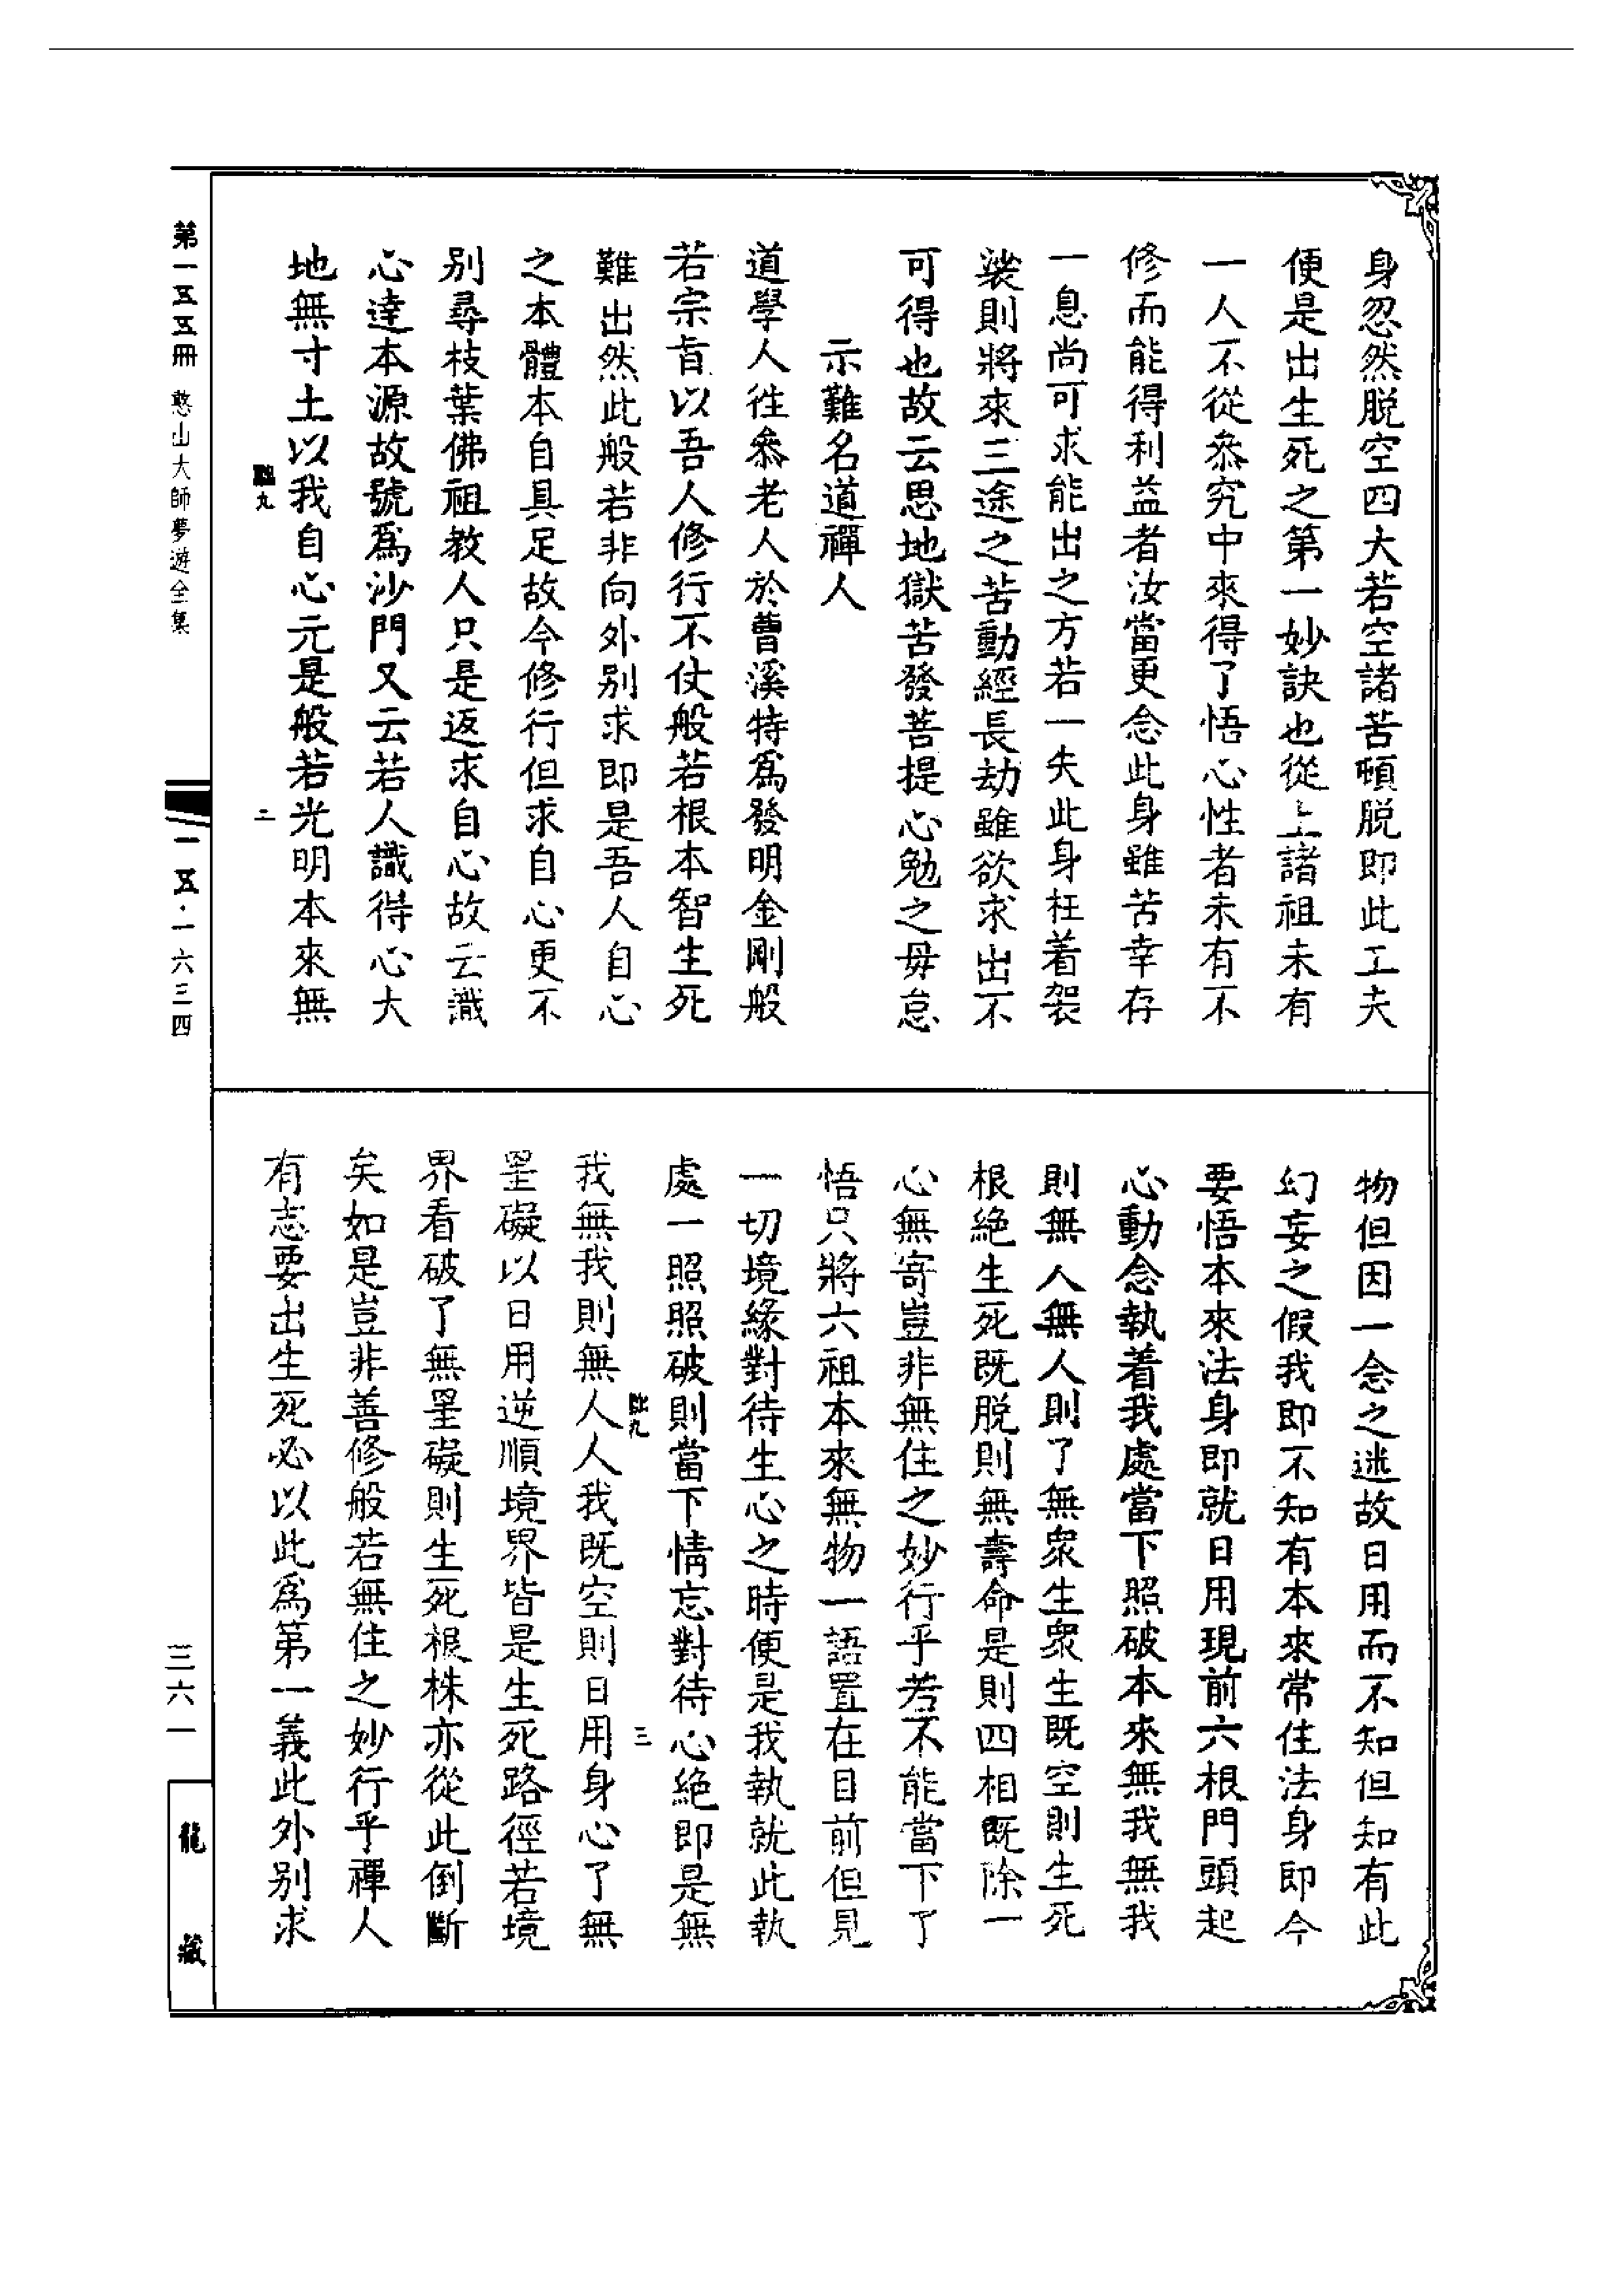 身忽然脫空四大若空諸苦頓脫即此工夫
便是出生死之第一妙訣也從上諸祖未有
一人不從叅究中來得了悟心性者未有不
修而能得利益者汝當更念此身雖苦幸存
一息尚可求能出之方若一失此身枉着袈
裟則將來三途之苦動經長劫雖欲求出不
可得也故云思地獄苦發菩提心勉之毋怠
示難名道禪人
道學人徃叅老人於曹溪特爲發明金剛般
若宗旨以吾人修行不仗般若根本智生死
難出然此般若非向外別求即是吾人自心
之本體本自具足故今修行但求自心更不
別尋枝葉佛祖教人只是返求自心故云識
心達本源故號爲沙門又云若人識得心大
地無寸土以我自心元是般若光明本來無
九
二
物但因一念之迷故日用而不知但知有此
幻妄之假我即不知有本來常住法身即今
要悟本來法身即就日用現前六根門頭起
心動念執着我處當下照破本來無我無我
則無人無人則了無衆生衆生既空則生死
根絶生死既脫則無壽命是則四相既除一
心無寄豈非無住之妙行乎若不能當下了
悟只將六祖本來無物一語置在目前但見
一切境緣對待生心之時便是我執就此執
處一照照破則當下情忘對待心絶即是無
九
三
我無我則無人人我既空則日用身心了無
罣礙以日用逆順境界皆是生死路徑若境
界看破了無罣礙則生死根株亦從此倒斷
矣如是豈非善修般若無住之妙行乎禪人
有志要出生死必以此爲第一義此外別求
第一五五冊 憨山大師夢遊全集
一五五·一六三四
三六一
龍藏